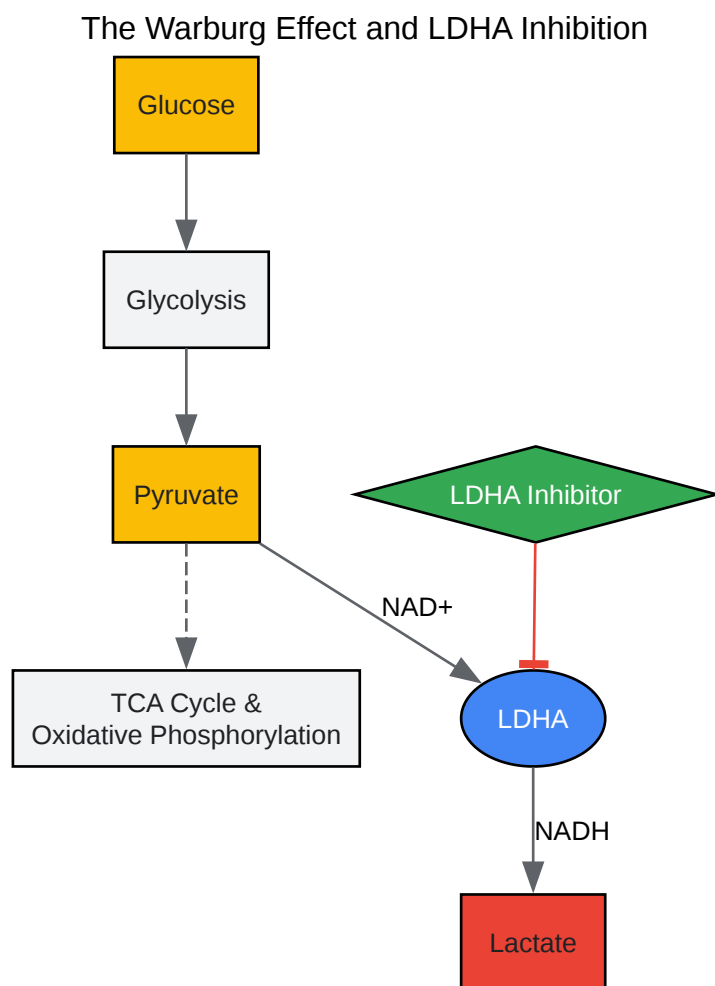 The Warburg Effect and LDHA Inhibition
Glucose
Glycolysis
Pyruvate
LDHA Inhibitor
NAD+
TCA Cycle &
Oxidative Phosphorylation
LDHA
NADH
Lactate